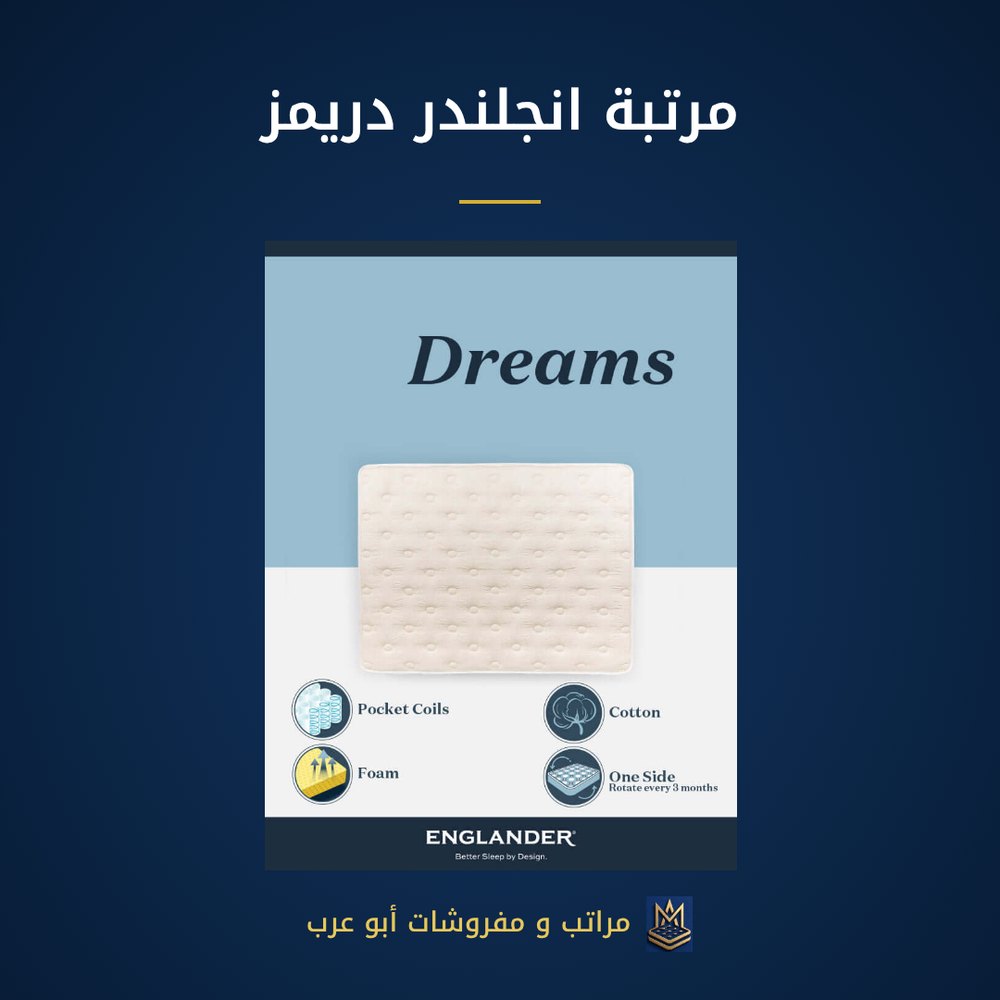 مرتبة انجلندر دريمز
Dreams
Pocket Coils
Cotton
Foam
One Side
Rotate every 3 months
ENGLANDER®
Better Sleep by Design.
مراتب و مفروشات أبو عرب